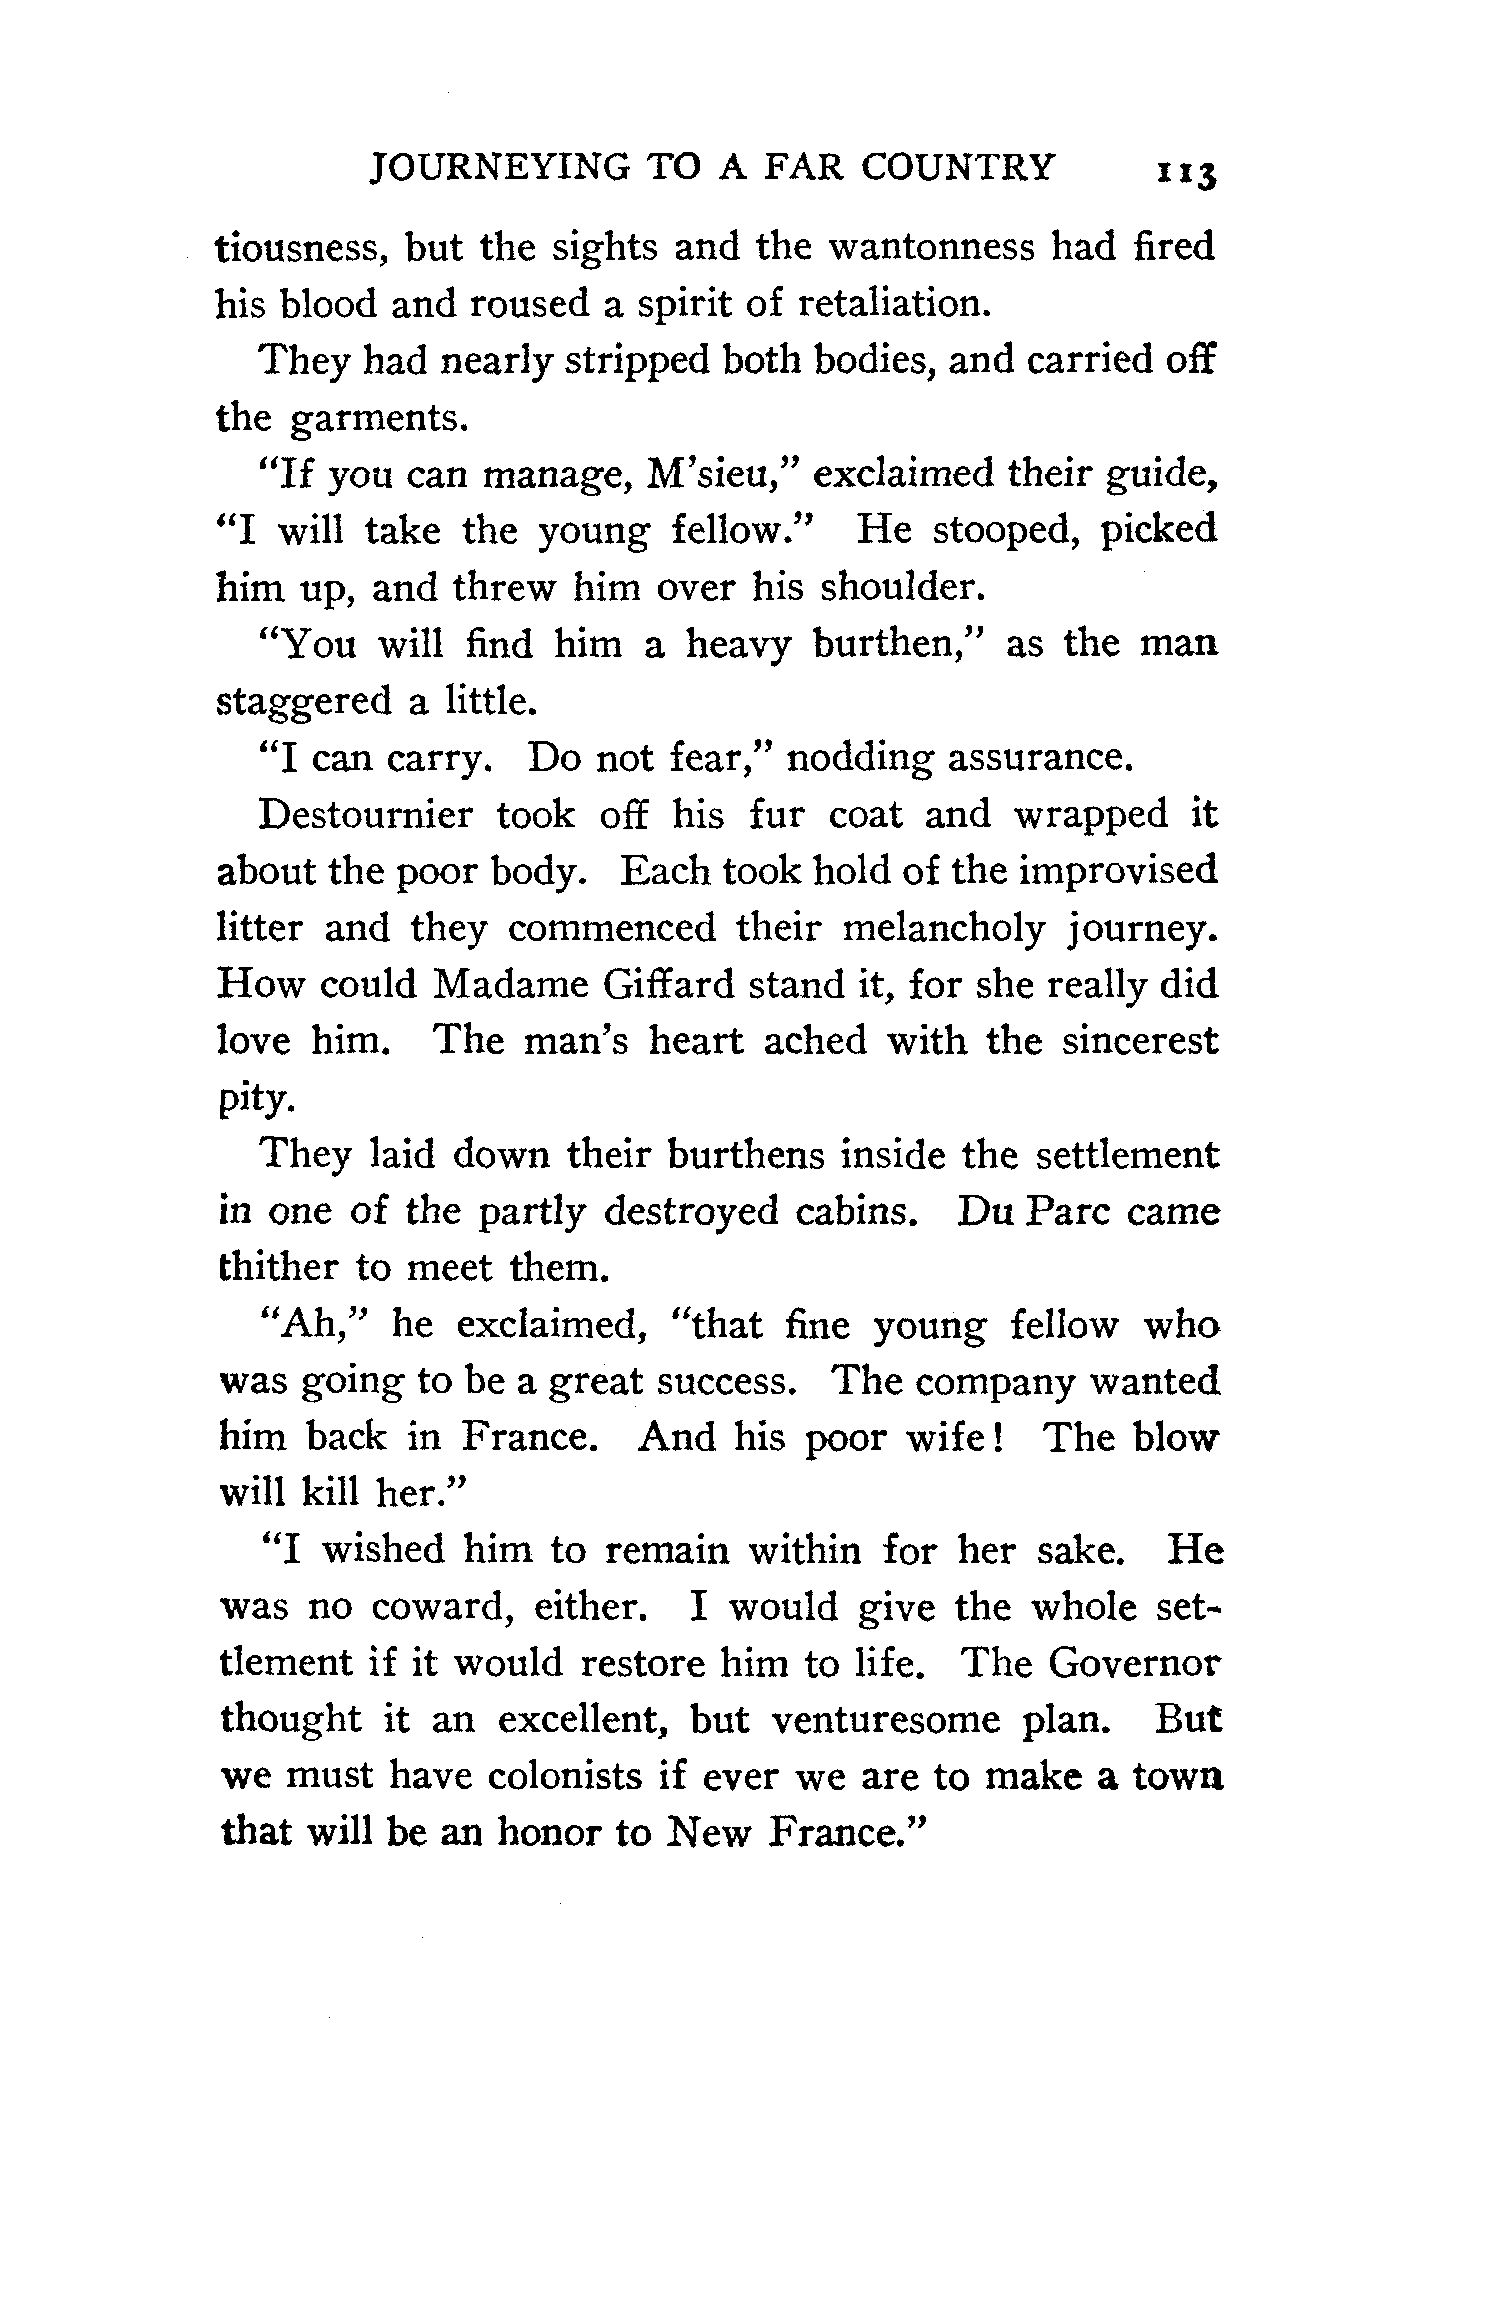 JOURNEYING TO A FAR COUNTRY 113
tiousness, but the sights and the wantonness had fired
his blood and roused a spirit of retaliation.
They had nearly stripped both bodies, and carried off
the garments.
"If you can manage, M'sieu," exclaimed their guide,
"I will take the young fellow." He stooped, picked
him up, and threw him over his shoulder.
"You will find him a heavy burthen," as the man
staggered a little.
"I can carry. Do not fear," nodding assurance.
Destournier took off his fur coat and wrapped it
about the poor body. Each took hold of the improvised
litter and they commenced their melancholy journey.
How could Madame Giffard stand it, for she really did
love him. The man's heart ached with the sincerest
pity.
They laid down their burthens inside the settlement
in one of the partly destroyed cabins. Du Parc came
thither to meet them.
"Ah," he exclaimed, "that fine young fellow who
was going to be a great success. The company wanted
him back in France. And his poor wife! The blow
will kill her."
"I wished him to remain within for her sake. He
was no coward, either. I would give the whole set-
tlement if it would restore him to life. The Governor
thought it an excellent, but venturesome plan. But
we must have colonists if ever we are to make a town
that will be an honor to New France."